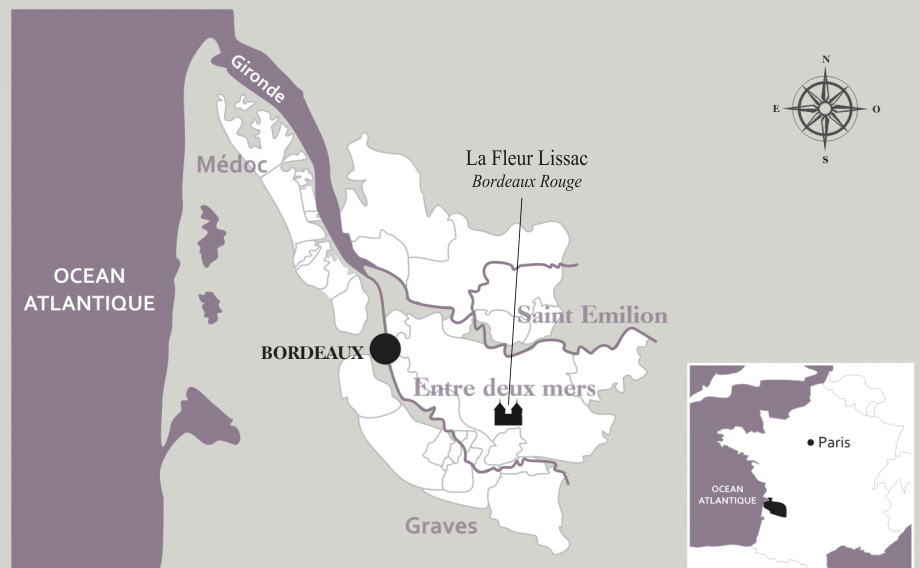 Gironde
N
E
O
S
La Fleur Lissac
Bordeaux Rouge
Médoc
OCEAN
ATLANTIQUE
Saint Emilion
BORDEAUX
Entre deux mers
Graves
Paris
OCEAN
ATLANTIQUE